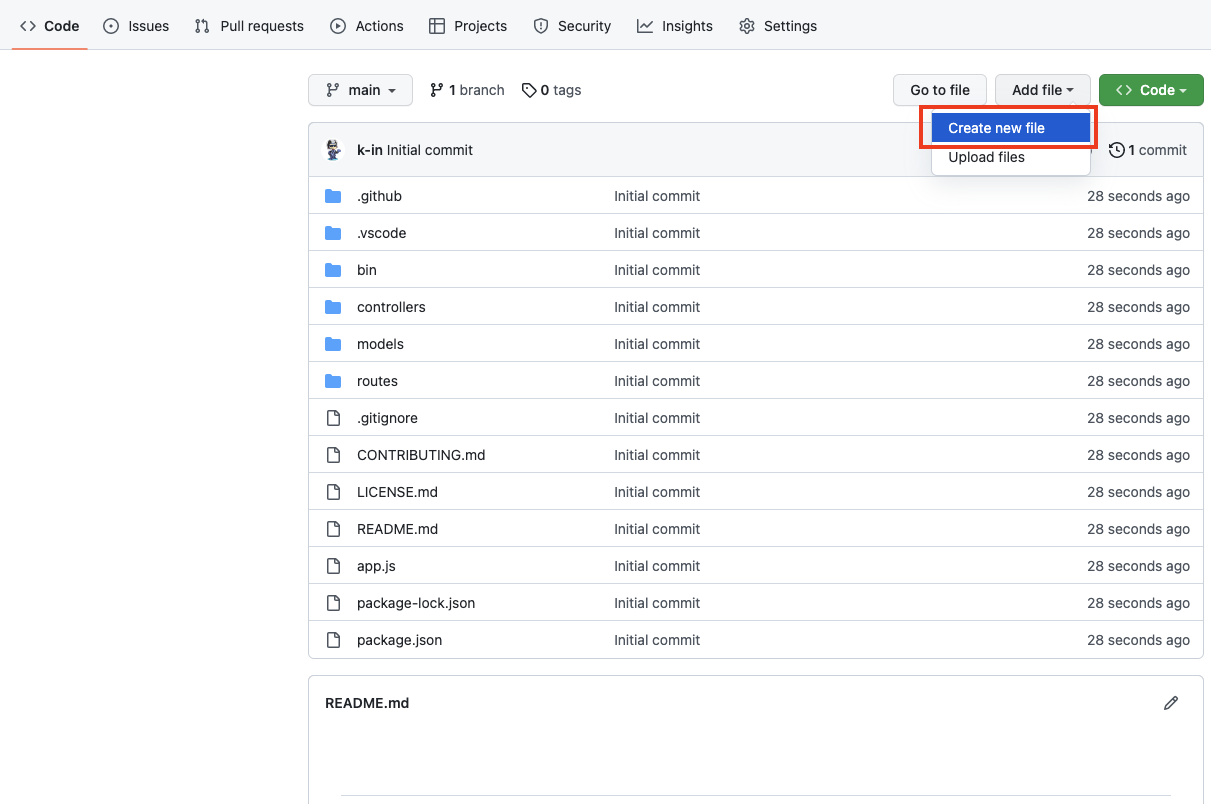 Code Issues Pull requests Actions Projects Security Insights Settings
main 1 branch 0 tags Go to file Add file Code
Create new file
k-in Initial commit 1 commit
Upload files
.github Initial commit 28 seconds ago
.vscode Initial commit 28 seconds ago
bin Initial commit 28 seconds ago
controllers Initial commit 28 seconds ago
models Initial commit 28 seconds ago
routes Initial commit 28 seconds ago
.gitignore Initial commit 28 seconds ago
CONTRIBUTING.md Initial commit 28 seconds ago
LICENSE.md Initial commit 28 seconds ago
README.md Initial commit 28 seconds ago
app.js Initial commit 28 seconds ago
package-lock.json Initial commit 28 seconds ago
package.json Initial commit 28 seconds ago
README.md